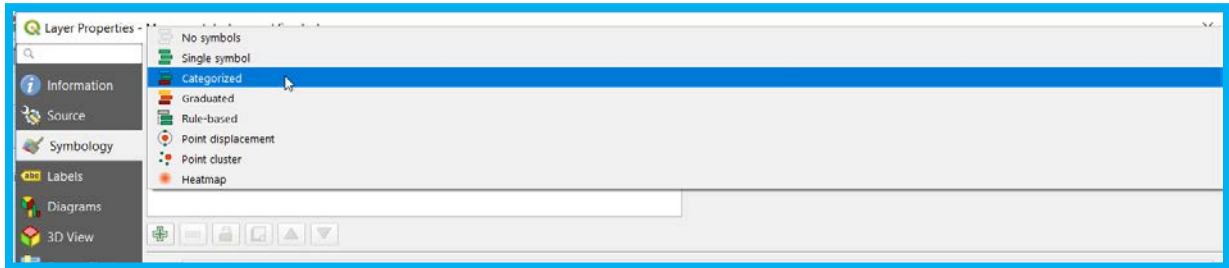 Layer Properties -
No symbols
Single symbol
Categorized
Graduated
Rule-based
Point displacement
Point cluster
Heatmap
Information
Source
Symbology
abc Labels
Diagrams
3D View